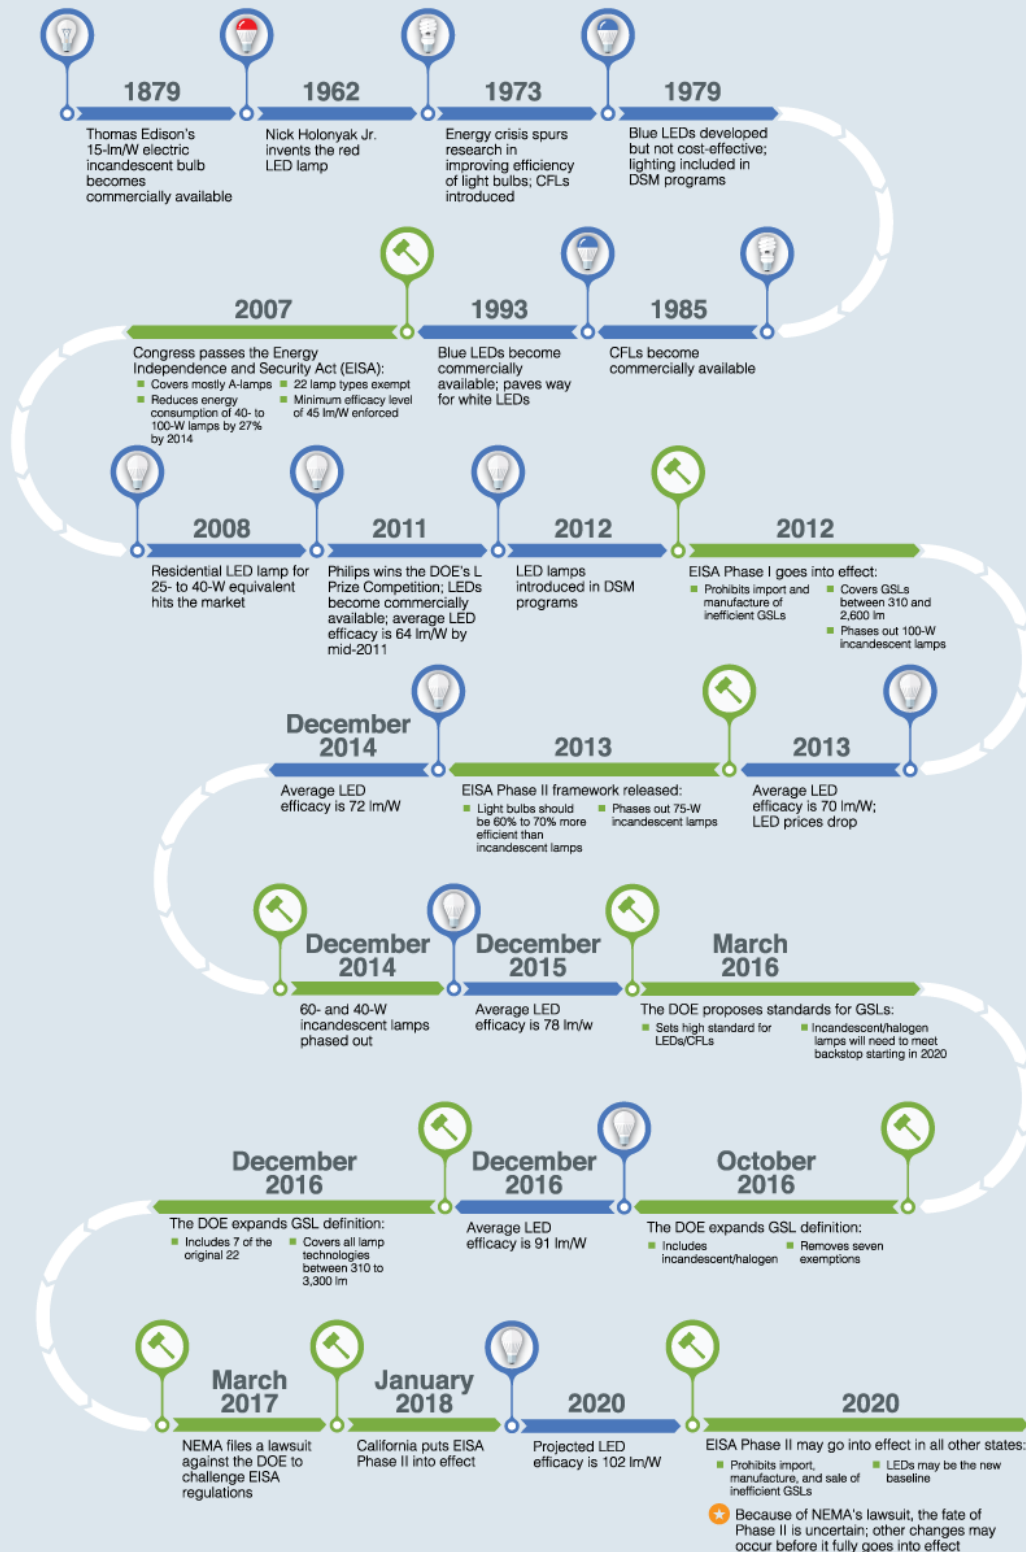 1879
Thomas Edison's
15-lm/W electric
incandescent bulb
becomes
commercially available
1962
Nick Holonyak Jr.
invents the red
LED lamp
1973
Energy crisis spurs
research in
improving efficiency
of light bulbs; CFLs
introduced
1979
Blue LEDs developed
but not cost-effective;
lighting included in
DSM programs
1985
CFLs become
commercially available
1993
Blue LEDs become
commercially
available; paves way
for white LEDs
2007
Congress passes the Energy
Independence and Security Act (EISA):
Covers mostly A-lamps
Reduces energy
consumption of 40- to
100-W lamps by 27%
by 2014
22 lamp types exempt
Minimum efficacy level
of 45 lm/W enforced
2008
Residential LED lamp for
25- to 40-W equivalent
hits the market
2011
Philips wins the DOE's L
Prize Competition; LEDs
become commercially
available; average LED
efficacy is 64 lm/W by
mid-2011
2012
LED lamps
introduced in DSM
programs
2012
EISA Phase I goes into effect:
Prohibits import and
manufacture of
inefficient GSLs
Covers GSLs
between 310 and
2,600 lm
Phases out 100-W
incandescent lamps
2013
Average LED
efficacy is 70 lm/W;
LED prices drop
2013
EISA Phase II framework released:
Light bulbs should
be 60% to 70% more
efficient than
incandescent lamps
Phases out 75-W
incandescent lamps
December
2014
Average LED
efficacy is 72 lm/W
December
2014
60- and 40-W
incandescent lamps
phased out
December
2015
Average LED
efficacy is 78 lm/w
March
2016
The DOE proposes standards for GSLs:
Sets high standard for
LEDs/CFLs
Incandescent/halogen
lamps will need to meet
backstop starting in 2020
October
2016
The DOE expands GSL definition:
Includes
incandescent/halogen
Removes seven
exemptions
December
2016
Average LED
efficacy is 91 lm/W
December
2016
The DOE expands GSL definition:
Includes 7 of the
original 22
Covers all lamp
technologies
between 310 to
3,300 lm
March
2017
NEMA files a lawsuit
against the DOE to
challenge EISA
regulations
January
2018
California puts EISA
Phase II into effect
2020
Projected LED
efficacy is 102 lm/W
2020
EISA Phase II may go into effect in all other states:
Prohibits import,
manufacture, and sale of
inefficient GSLs
LEDs may be the new
baseline
Because of NEMA's lawsuit, the fate of
Phase II is uncertain; other changes may
occur before it fully goes into effect